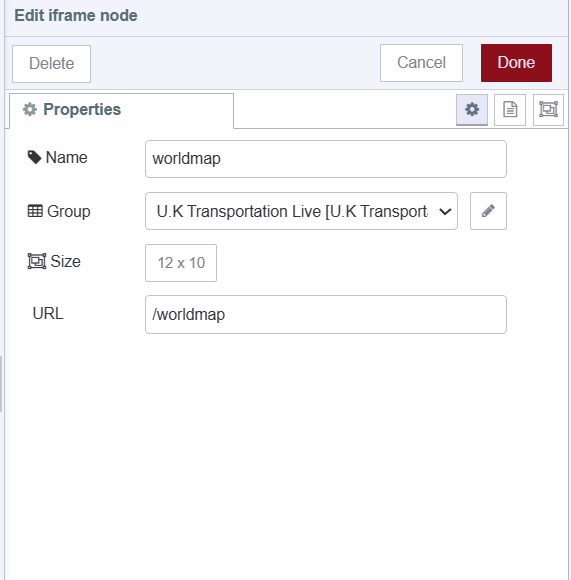 Edit iframe node
Delete
Cancel
Done
Properties
Name
worldmap
Group
U.K Transportation Live [U.K Transport
Size
12 x 10
URL
/worldmap